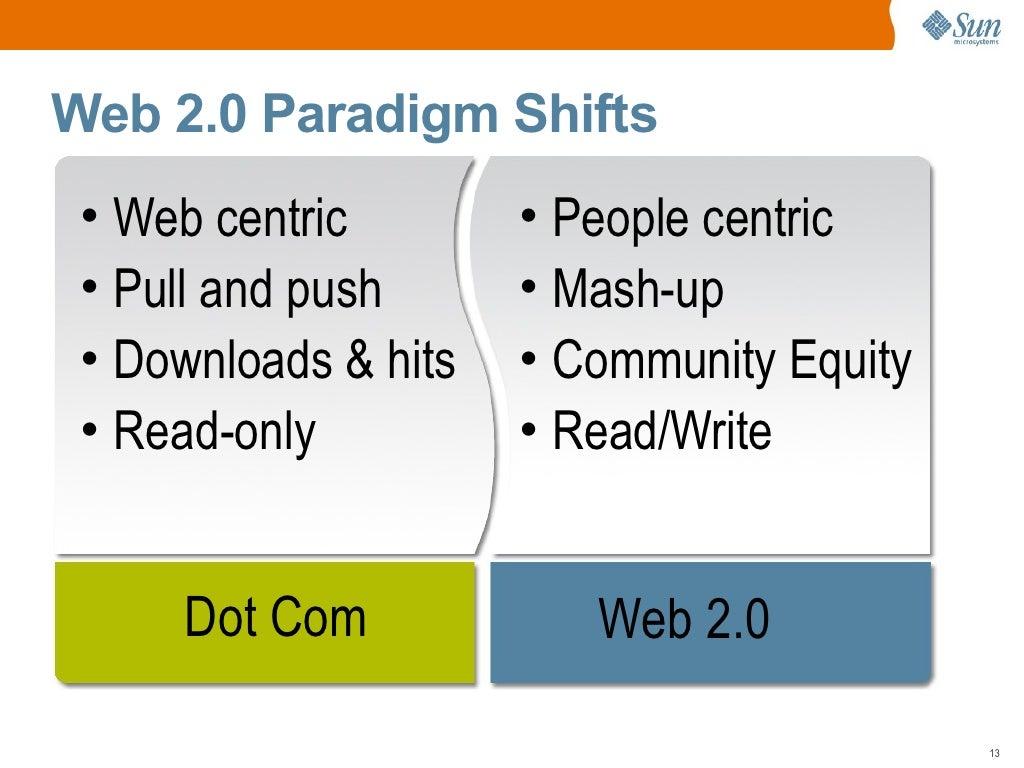 Sun
microsystems
Web 2.0 Paradigm Shifts
• Web centric
• Pull and push
• Downloads & hits
• Read-only
• People centric
• Mash-up
• Community Equity
• Read/Write
Dot Com
Web 2.0
13